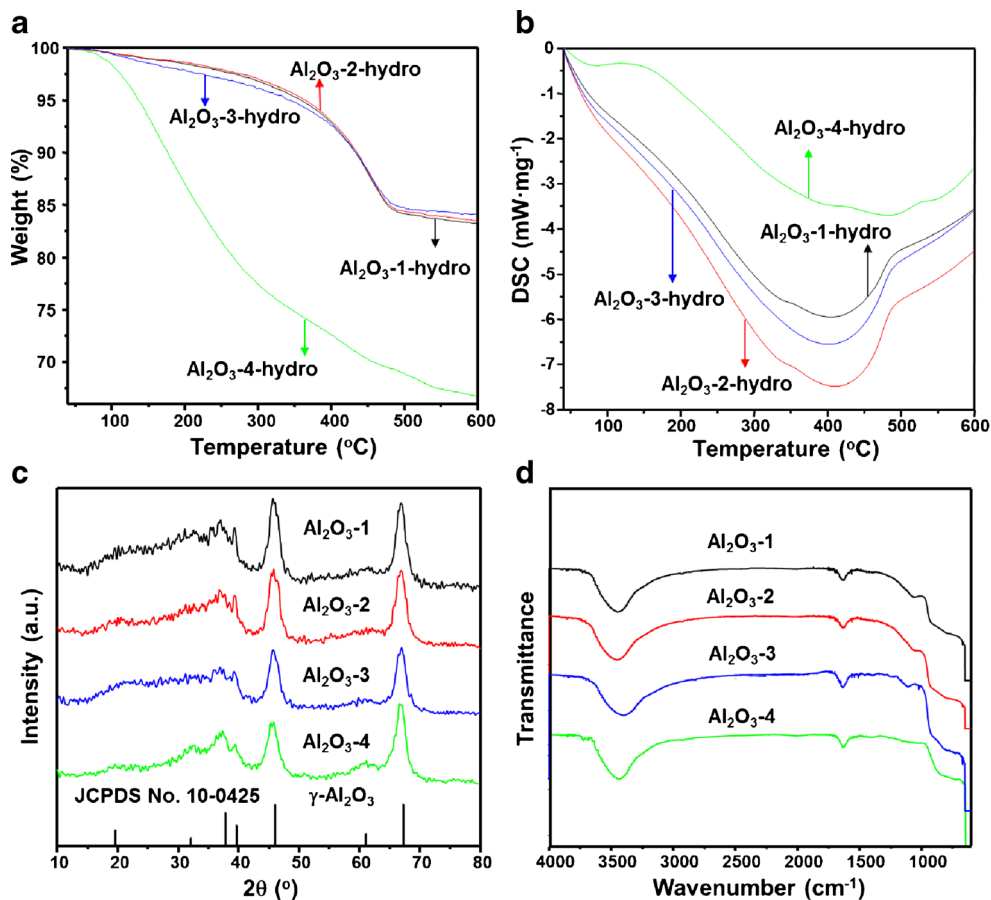 a
100
95
90
85
80
75
70
Weight (%)
Al₂O₃-2-hydro
Al₂O₃-3-hydro
Al₂O₃-1-hydro
Al₂O₃-4-hydro
100 200 300 400 500 600
Temperature (ºC)
b
0
-1
-2
-3
-4
-5
-6
-7
-8
DSC (mW·mg⁻¹)
Al₂O₃-4-hydro
Al₂O₃-1-hydro
Al₂O₃-3-hydro
Al₂O₃-2-hydro
100 200 300 400 500 600
Temperature (ºC)
c
Intensity (a.u.)
Al₂O₃-1
Al₂O₃-2
Al₂O₃-3
Al₂O₃-4
JCPDS No. 10-0425 γ-Al₂O₃
10 20 30 40 50 60 70 80
2θ (º)
d
Transmittance
Al₂O₃-1
Al₂O₃-2
Al₂O₃-3
Al₂O₃-4
4000 3500 3000 2500 2000 1500 1000
Wavenumber (cm⁻¹)